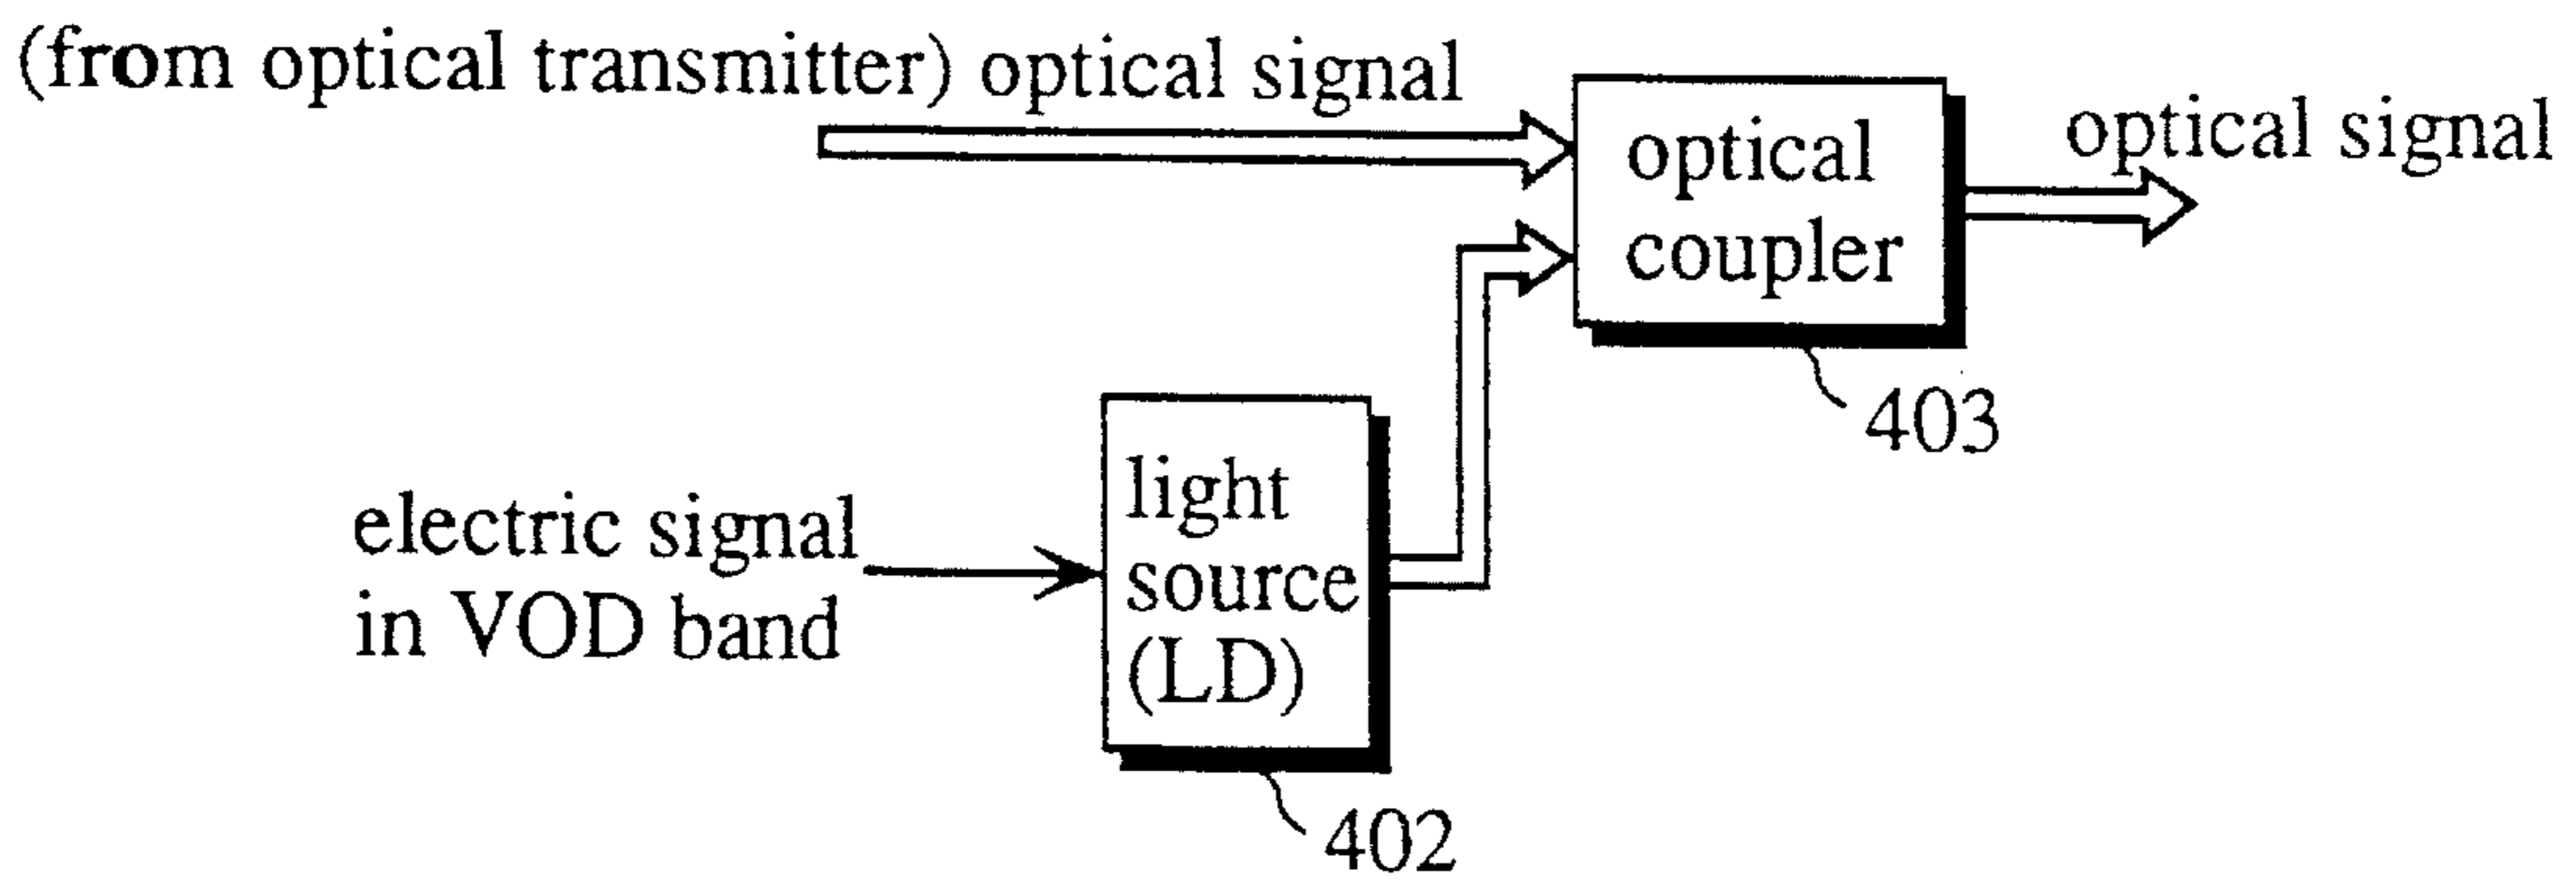 (from optical transmitter) optical signal
optical
coupler
optical signal
403
light
source
(LD)
electric signal
in VOD band
402